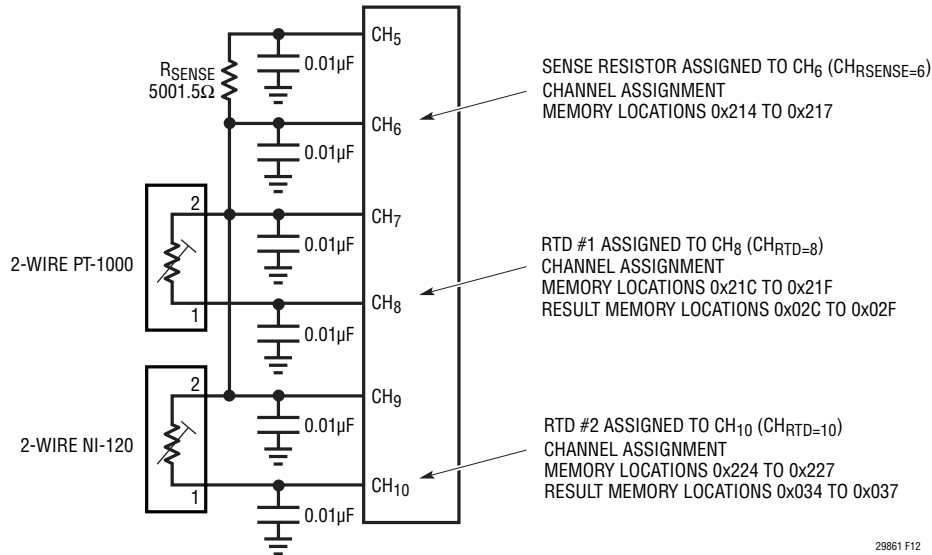 CH5
0.01µF
RSENSE
5001.5Ω
CH6
0.01µF
SENSE RESISTOR ASSIGNED TO CH6 (CHRSENSE=6)
CHANNEL ASSIGNMENT
MEMORY LOCATIONS 0x214 TO 0x217
2
CH7
0.01µF
2-WIRE PT-1000
1
CH8
0.01µF
RTD #1 ASSIGNED TO CH8 (CHRTD=8)
CHANNEL ASSIGNMENT
MEMORY LOCATIONS 0x21C TO 0x21F
RESULT MEMORY LOCATIONS 0x02C TO 0x02F
2
CH9
0.01µF
2-WIRE NI-120
1
CH10
0.01µF
RTD #2 ASSIGNED TO CH10 (CHRTD=10)
CHANNEL ASSIGNMENT
MEMORY LOCATIONS 0x224 TO 0x227
RESULT MEMORY LOCATIONS 0x034 TO 0x037
29861 F12